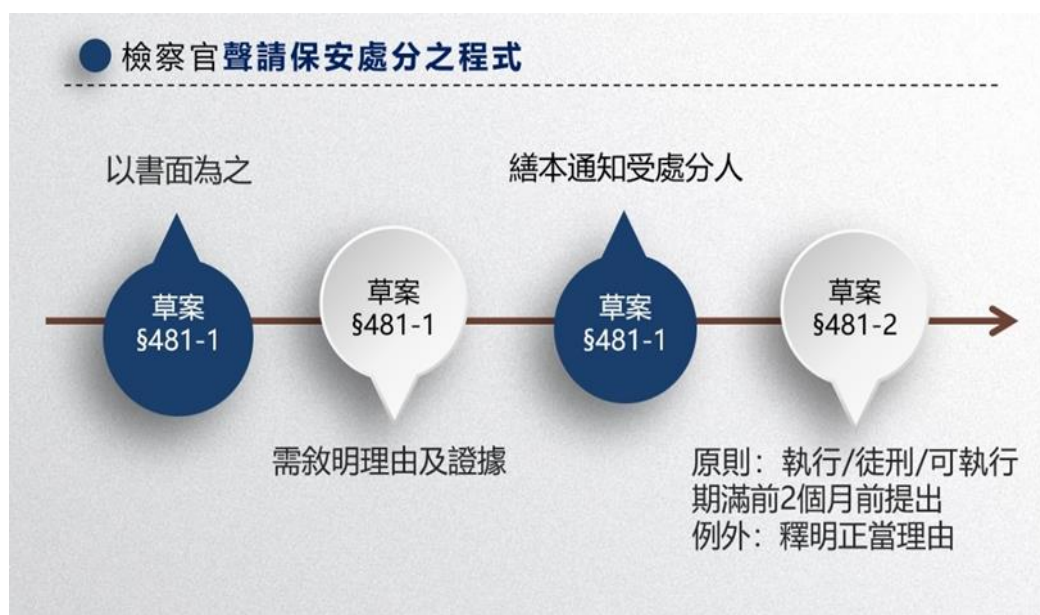 檢察官聲請保安處分之程式
以書面為之
繕本通知受處分人
草案
§481-1
草案
§481-1
草案
§481-1
草案
§481-2
需敘明理由及證據
原則：執行/徒刑/可執行
期滿前2個月前提出
例外：釋明正當理由